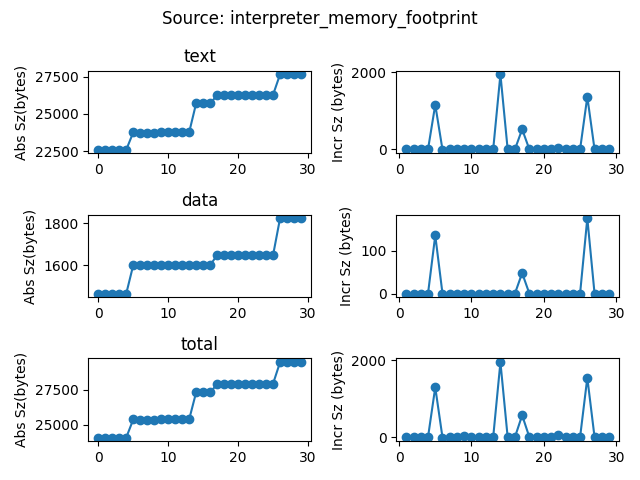 Source: interpreter_memory_footprint
text
Abs Sz(bytes)
27500
25000
22500
0 10 20 30
Incr Sz (bytes)
2000
0
0 10 20 30
data
Abs Sz(bytes)
1800
1600
0 10 20 30
Incr Sz (bytes)
100
0
0 10 20 30
total
Abs Sz(bytes)
27500
25000
0 10 20 30
Incr Sz (bytes)
2000
0
0 10 20 30